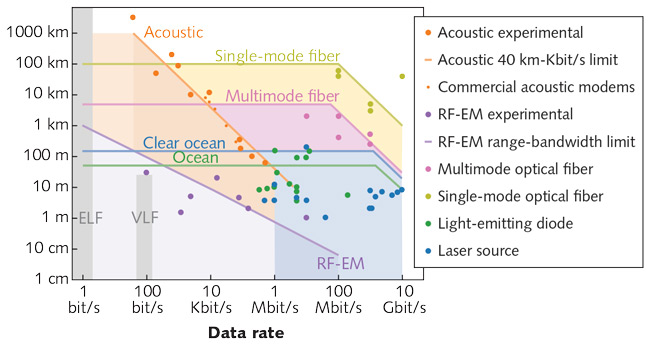 1000 km
100 km
10 km
1 km
100 m
10 m
1 m
10 cm
1 cm
Acoustic
Single-mode fiber
Multimode fiber
Clear ocean
Ocean
ELF
VLF
RF-EM
1
bit/s
100
bit/s
10
Kbit/s
1
Mbit/s
100
Mbit/s
10
Gbit/s
Data rate
Acoustic experimental
Acoustic 40 km-Kbit/s limit
Commercial acoustic modems
RF-EM experimental
RF-EM range-bandwidth limit
Multimode optical fiber
Single-mode optical fiber
Light-emitting diode
Laser source